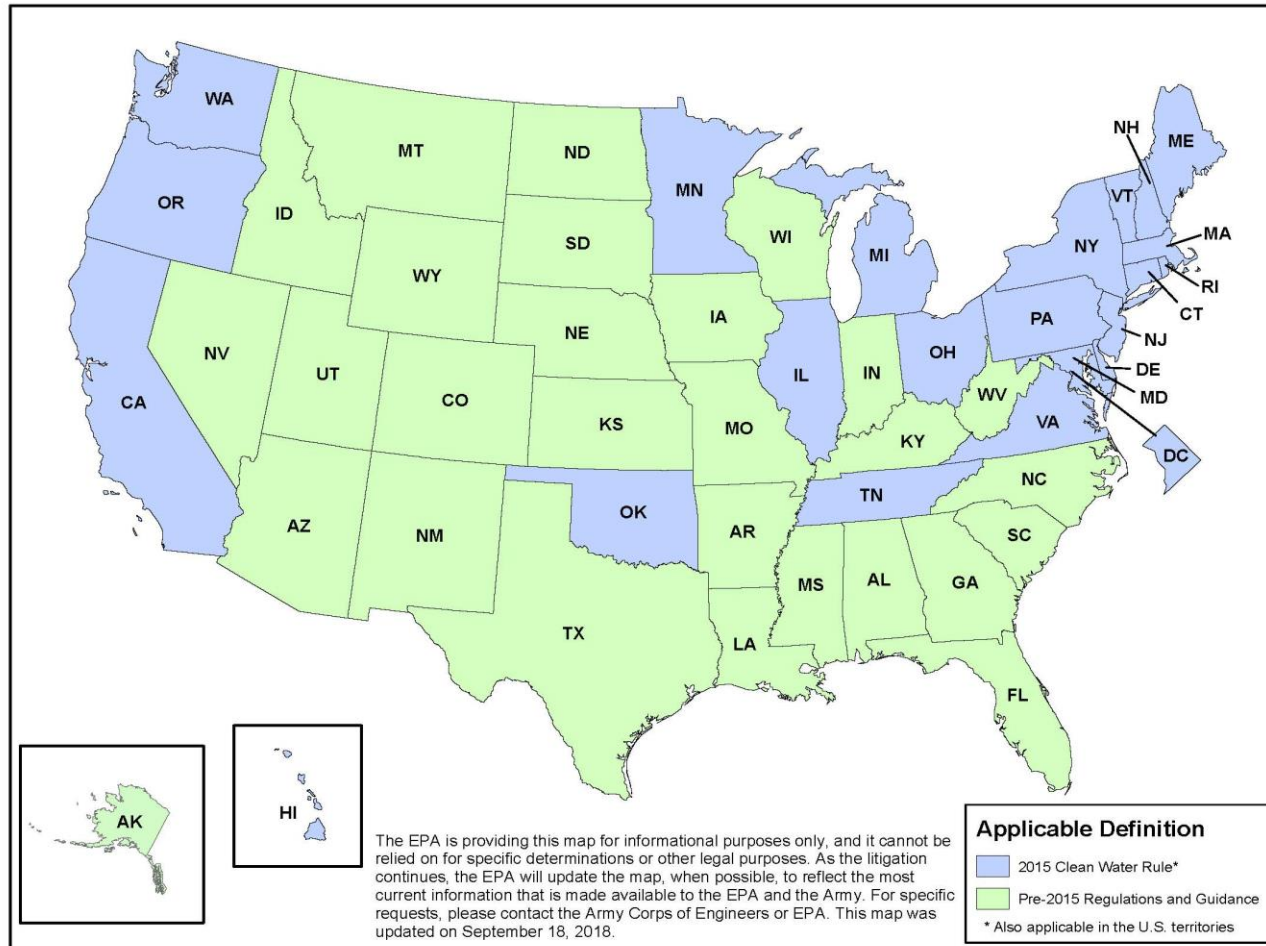 WA
OR
CA
ID
NV
MT
WY
UT
AZ
CO
NM
ND
SD
NE
KS
OK
TX
MN
IA
MO
AR
LA
WI
IL
MI
IN
OH
KY
TN
MS
AL
GA
FL
SC
NC
VA
WV
PA
NY
VT
NH
ME
MA
RI
CT
NJ
DE
MD
DC
AK
HI
The EPA is providing this map for informational purposes only, and it cannot be
relied on for specific determinations or other legal purposes. As the litigation
continues, the EPA will update the map, when possible, to reflect the most
current information that is made available to the EPA and the Army. For specific
requests, please contact the Army Corps of Engineers or EPA. This map was
updated on September 18, 2018.
Applicable Definition
2015 Clean Water Rule*
Pre-2015 Regulations and Guidance
* Also applicable in the U.S. territories